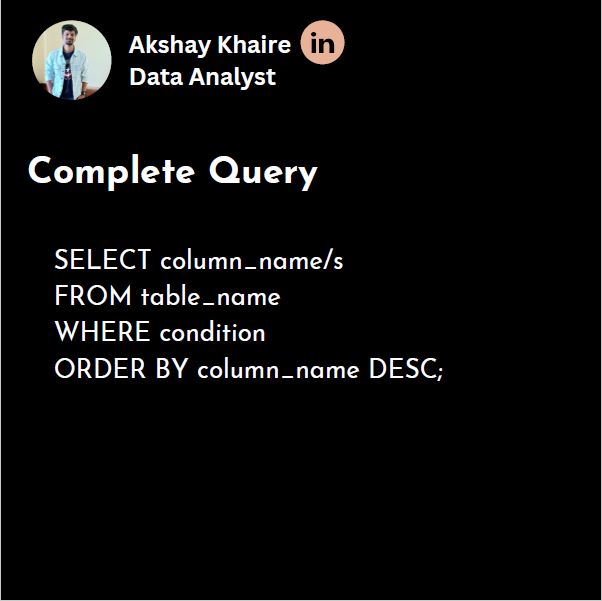 Akshay Khaire in
Data Analyst
Complete Query
SELECT column_name/s
FROM table_name
WHERE condition
ORDER BY column_name DESC;